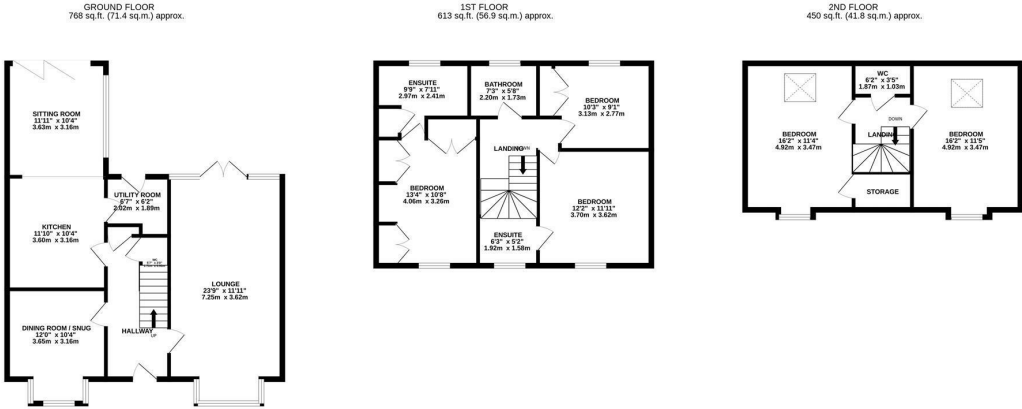 GROUND FLOOR
768 sq.ft. (71.4 sq.m.) approx.
SITTING ROOM
11'11" x 10'4"
3.63m x 3.16m
UTILITY ROOM
6'7" x 6'2"
2.02m x 1.89m
KITCHEN
11'10" x 10'4"
3.60m x 3.16m
WC
LOUNGE
23'9" x 11'11"
7.25m x 3.62m
DINING ROOM / SNUG
12'0" x 10'4"
3.65m x 3.16m
HALLWAY
UP
1ST FLOOR
613 sq.ft. (56.9 sq.m.) approx.
ENSUITE
9'9" x 7'11"
2.97m x 2.41m
BATHROOM
7'3" x 5'8"
2.20m x 1.73m
BEDROOM
10'3" x 9'1"
3.13m x 2.77m
LANDING
DOWN
BEDROOM
13'4" x 10'8"
4.06m x 3.26m
BEDROOM
12'2" x 11'11"
3.70m x 3.62m
ENSUITE
6'3" x 5'2"
1.92m x 1.58m
2ND FLOOR
450 sq.ft. (41.8 sq.m.) approx.
WC
6'2" x 3'5"
1.87m x 1.03m
DOWN
LANDING
BEDROOM
16'2" x 11'4"
4.92m x 3.47m
BEDROOM
16'2" x 11'5"
4.92m x 3.47m
STORAGE